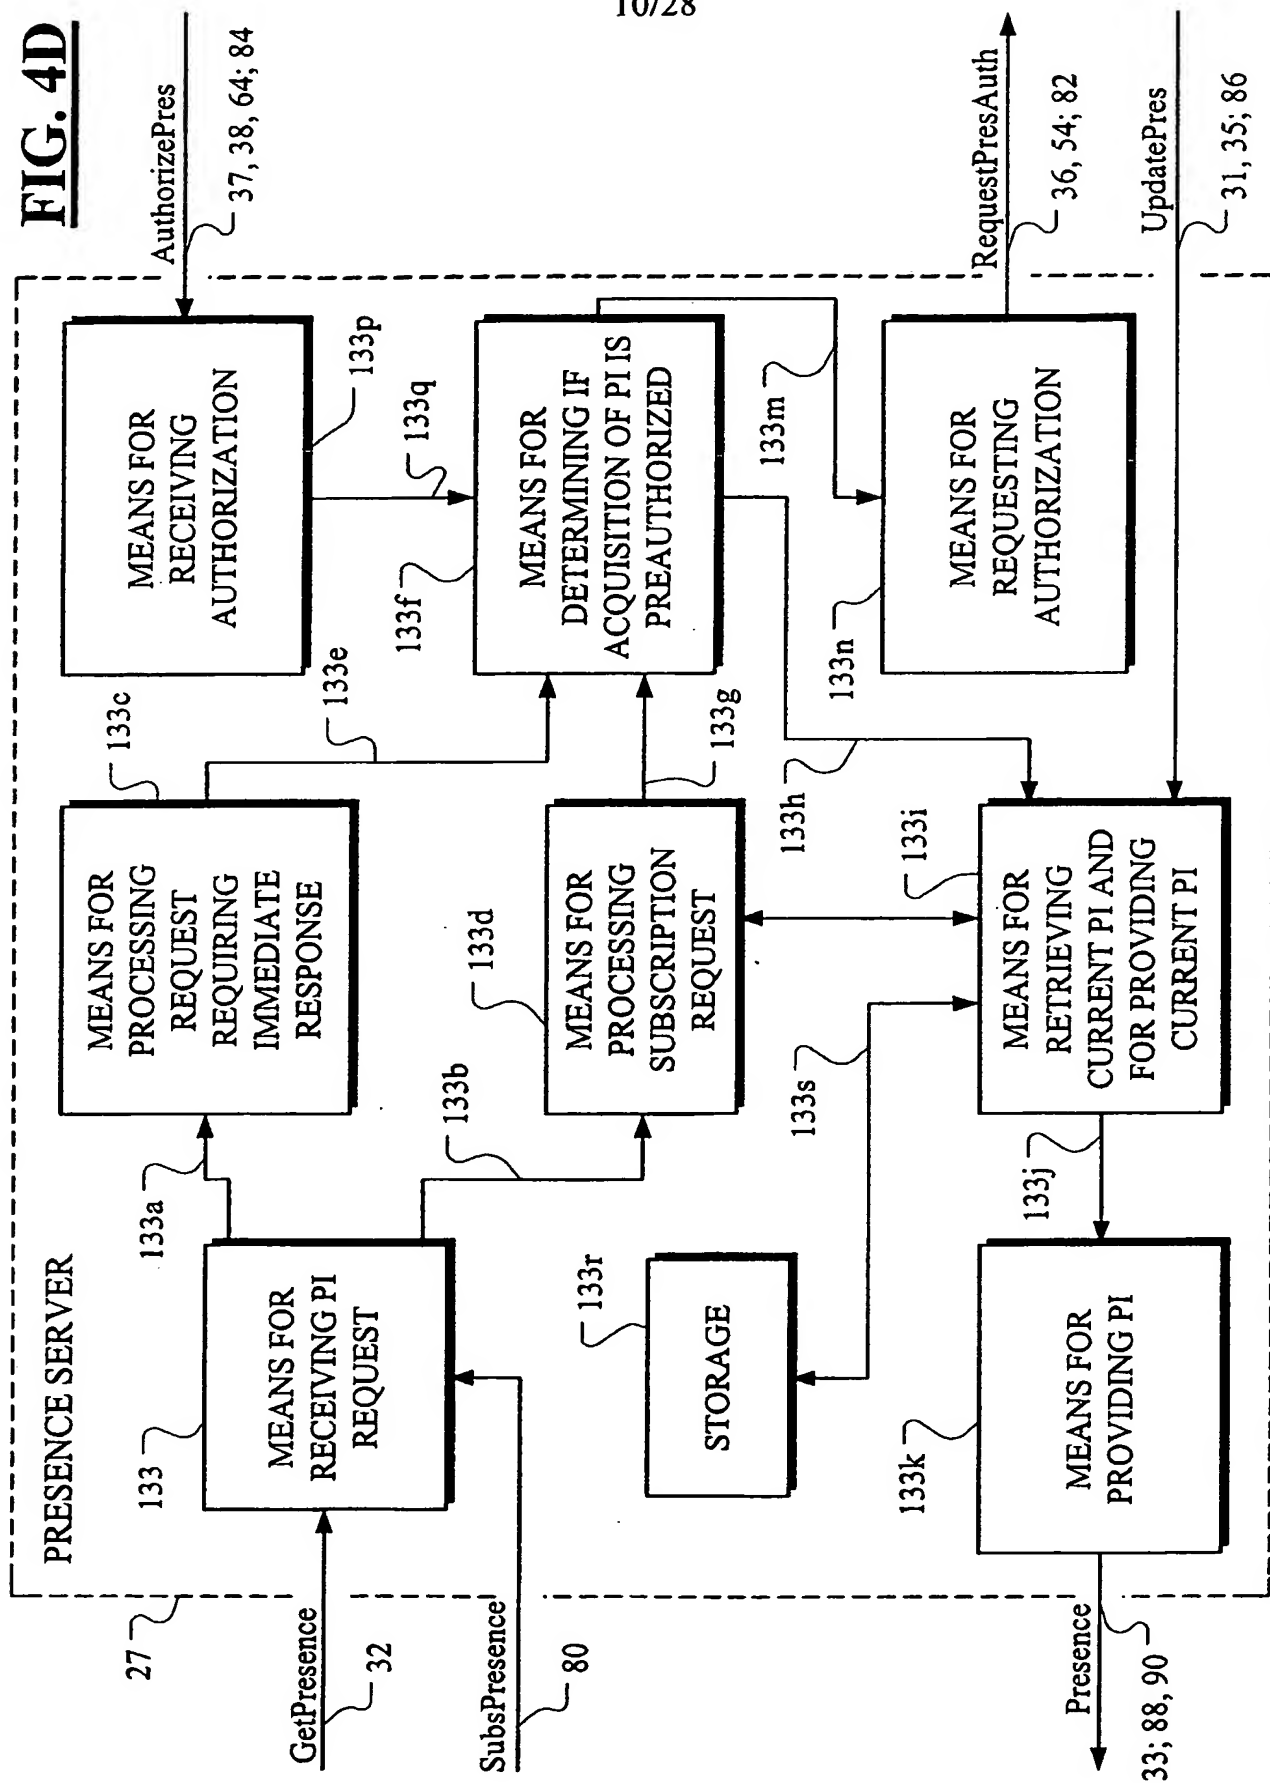 10/28
FIG. 4D
PRESENCE SERVER
27
GetPresence
32
SubsPresence
80
133
MEANS FOR
RECEIVING PI
REQUEST
133a
133b
133c
MEANS FOR
PROCESSING
REQUEST
REQUIRING
IMMEDIATE
RESPONSE
133d
MEANS FOR
PROCESSING
SUBSCRIPTION
REQUEST
133e
133g
MEANS FOR
RECEIVING
AUTHORIZATION
133p
133q
AuthorizePres
37, 38, 64; 84
133f
MEANS FOR
DETERMINING IF
ACQUISITION OF PI IS
PREAUTHORIZED
133m
133h
133n
MEANS FOR
REQUESTING
AUTHORIZATION
RequestPresAuth
36, 54; 82
UpdatePres
31, 35; 86
133r
STORAGE
133s
133i
MEANS FOR
RETRIEVING
CURRENT PI AND
FOR PROVIDING
CURRENT PI
133j
133k
MEANS FOR
PROVIDING PI
Presence
33; 88, 90